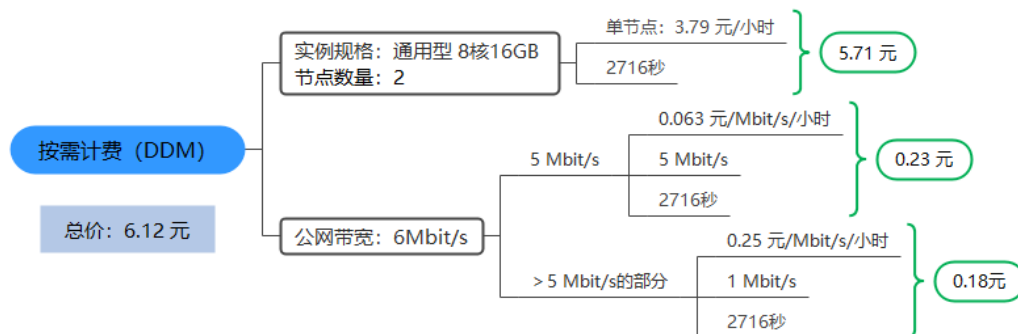 按需计费（DDM）
总价：6.12 元
实例规格：通用型 8核16GB
节点数量：2
单节点：3.79 元/小时
2716秒
5.71 元
公网带宽：6Mbit/s
5 Mbit/s
0.063 元/Mbit/s/小时
5 Mbit/s
2716秒
0.23 元
> 5 Mbit/s的部分
0.25 元/Mbit/s/小时
1 Mbit/s
2716秒
0.18元